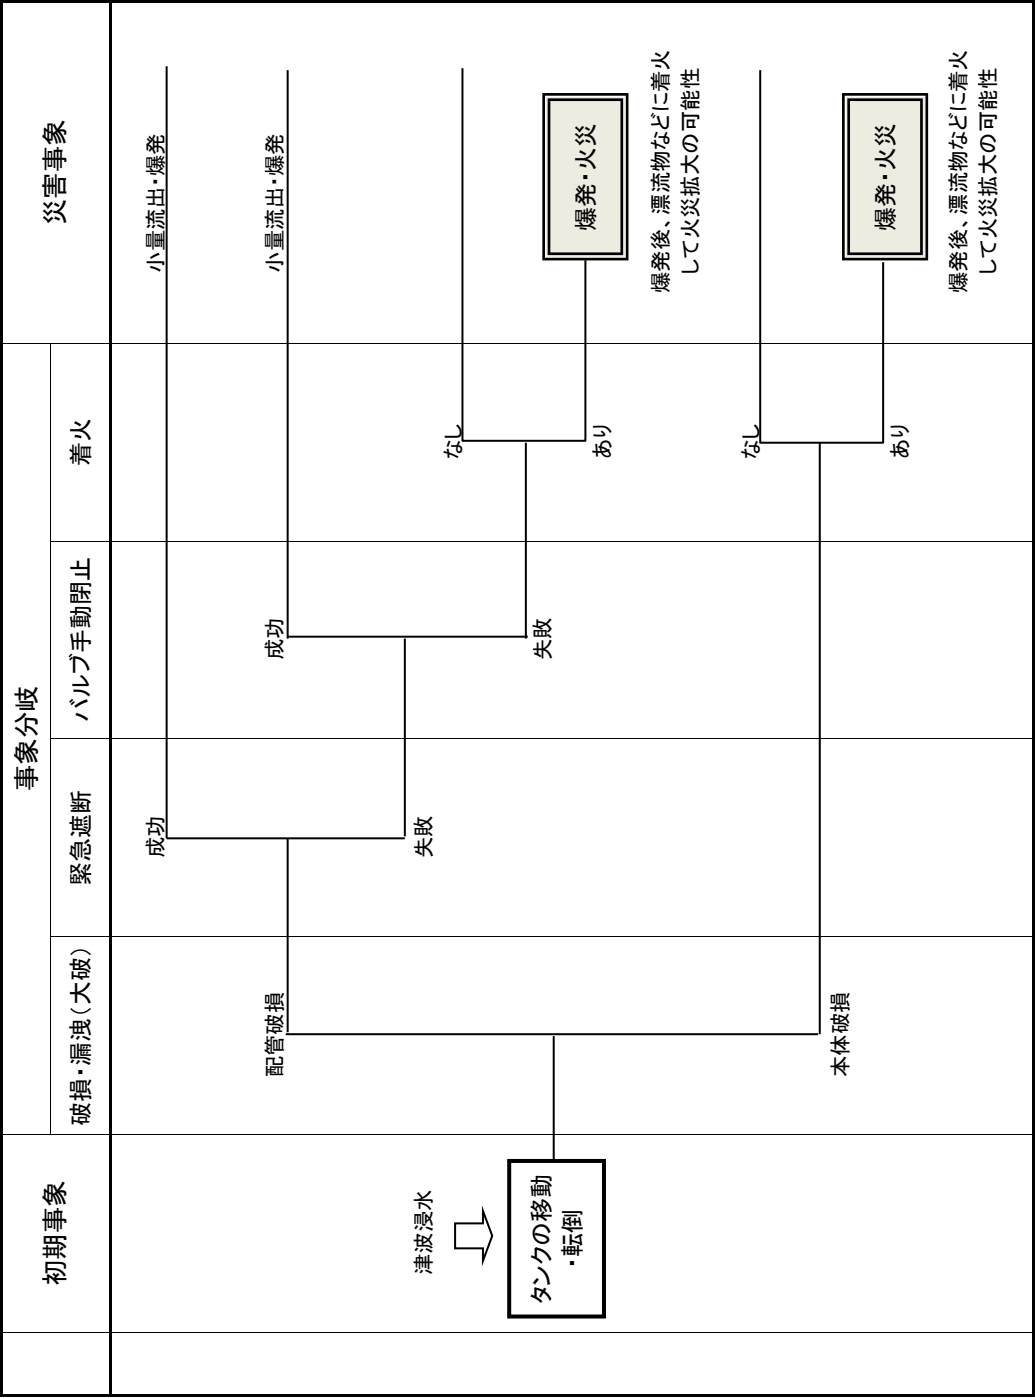 初期事象
事象分岐
災害事象
破損・漏洩（大破）
緊急遮断
バルブ手動閉止
着火
成功
小量流出・爆発
配管破損
成功
小量流出・爆発
津波浸水
失敗
なし
タンクの移動
・転倒
失敗
あり
爆発・火災
爆発後、漂流物などに着火
して火災拡大の可能性
なし
本体破損
あり
爆発・火災
爆発後、漂流物などに着火
して火災拡大の可能性